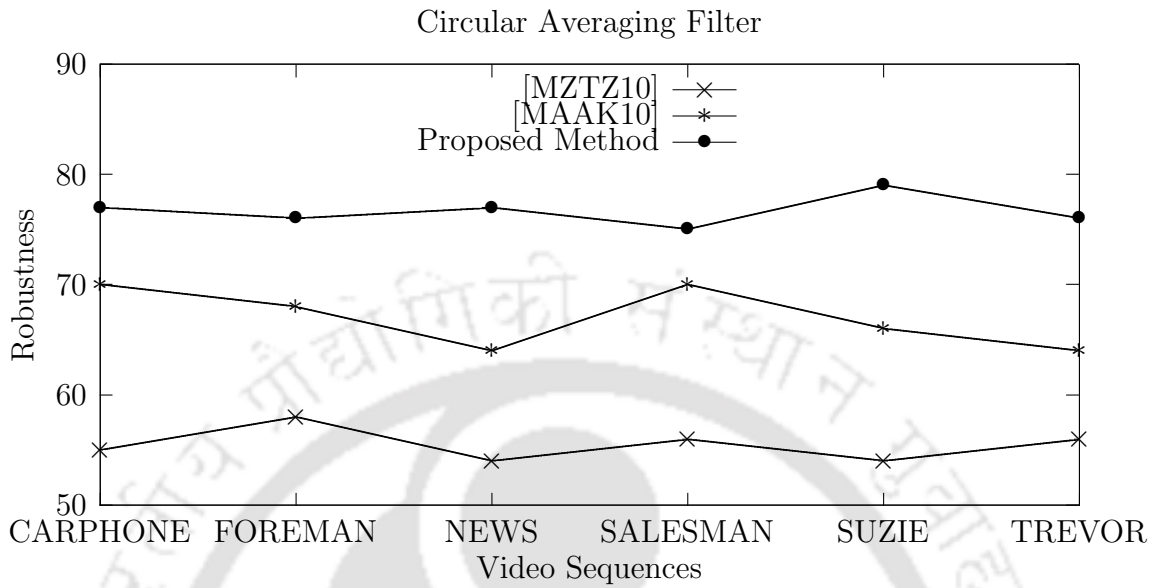 Circular Averaging Filter
90
80
70
60
50
Robustness
[MZTZ10]
[MAAK10]
Proposed Method
CARPHONE FOREMAN NEWS SALESMAN SUZIE TREVOR
Video Sequences
प्रौद्योगिकी संस्थान